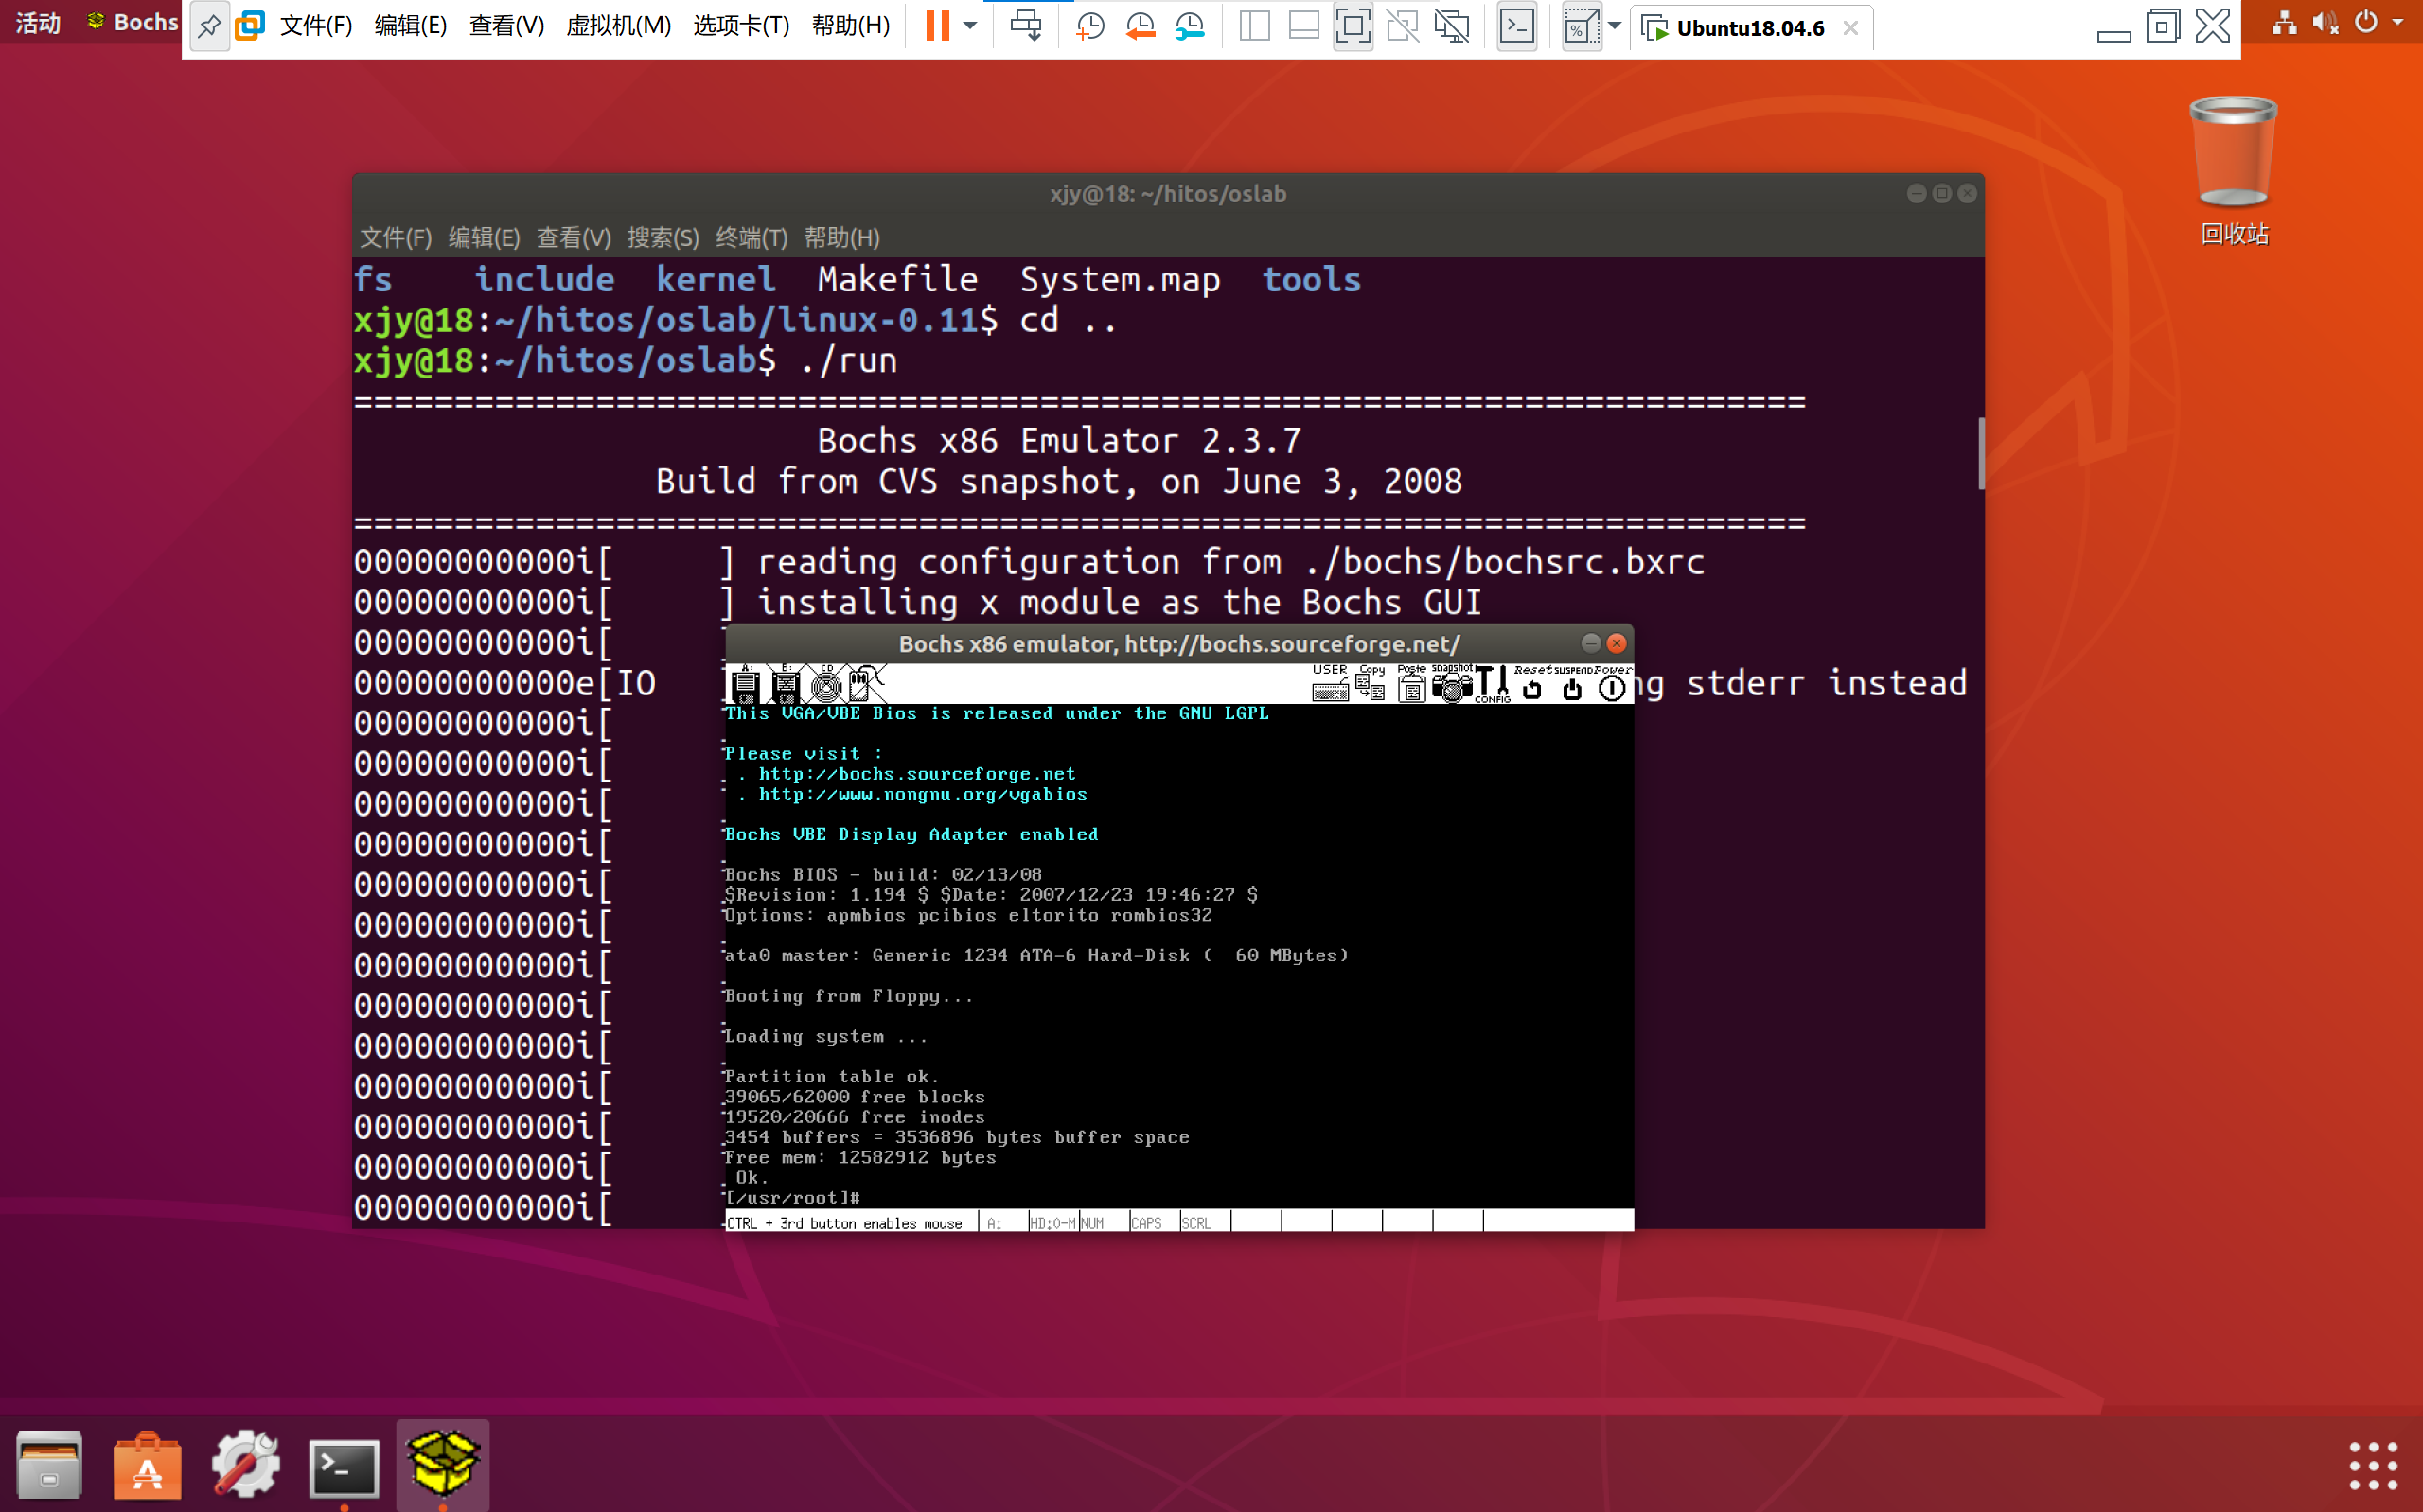 活动 Bochs 文件(F) 编辑(E) 查看(V) 虚拟机(M) 选项卡(T) 帮助(H) Ubuntu18.04.6
回收站
xjy@18: ~/hitos/oslab
文件(F) 编辑(E) 查看(V) 搜索(S) 终端(T) 帮助(H)
fs include kernel Makefile System.map tools
xjy@18:~/hitos/oslab/linux-0.11$ cd ..
xjy@18:~/hitos/oslab$ ./run
========================================================================
Bochs x86 Emulator 2.3.7
Build from CVS snapshot, on June 3, 2008
========================================================================
00000000000i[ ] reading configuration from ./bochs/bochsrc.bxrc
00000000000i[ ] installing x module as the Bochs GUI
00000000000i[
00000000000e[IO ng stderr instead
00000000000i[
00000000000i[
00000000000i[
00000000000i[
00000000000i[
00000000000i[
00000000000i[
00000000000i[
00000000000i[
00000000000i[
00000000000i[
00000000000i[
00000000000i[
Bochs x86 emulator, http://bochs.sourceforge.net/
A: B: CD USER Copy Paste snapshot CONFIG Reset SUSPEND Power
This VGA/VBE Bios is released under the GNU LGPL
Please visit :
. http://bochs.sourceforge.net
. http://www.nongnu.org/vgabios
Bochs VBE Display Adapter enabled
Bochs BIOS - build: 02/13/08
$Revision: 1.194 $ $Date: 2007/12/23 19:46:27 $
Options: apmbios pcibios eltorito rombios32
ata0 master: Generic 1234 ATA-6 Hard-Disk (  60 MBytes)
Booting from Floppy...
Loading system ...
Partition table ok.
39065/62000 free blocks
19520/20666 free inodes
3454 buffers = 3536896 bytes buffer space
Free mem: 12582912 bytes
Ok.
[/usr/root]#
CTRL + 3rd button enables mouse A: HD:0-M NUM CAPS SCRL